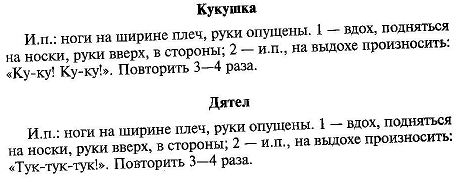 Кукушка
И.п.: ноги на ширине плеч, руки опущены. 1 — вдох, подняться
на носки, руки вверх, в стороны; 2 — и.п., на выдохе произносить:
«Ку-ку! Ку-ку!». Повторить 3—4 раза.
Дятел
И.п.: ноги на ширине плеч, руки опущены. 1 — вдох, подняться
на носки, руки вверх, в стороны; 2 — и.п., на выдохе произносить:
«Тук-тук-тук!». Повторить 3—4 раза.